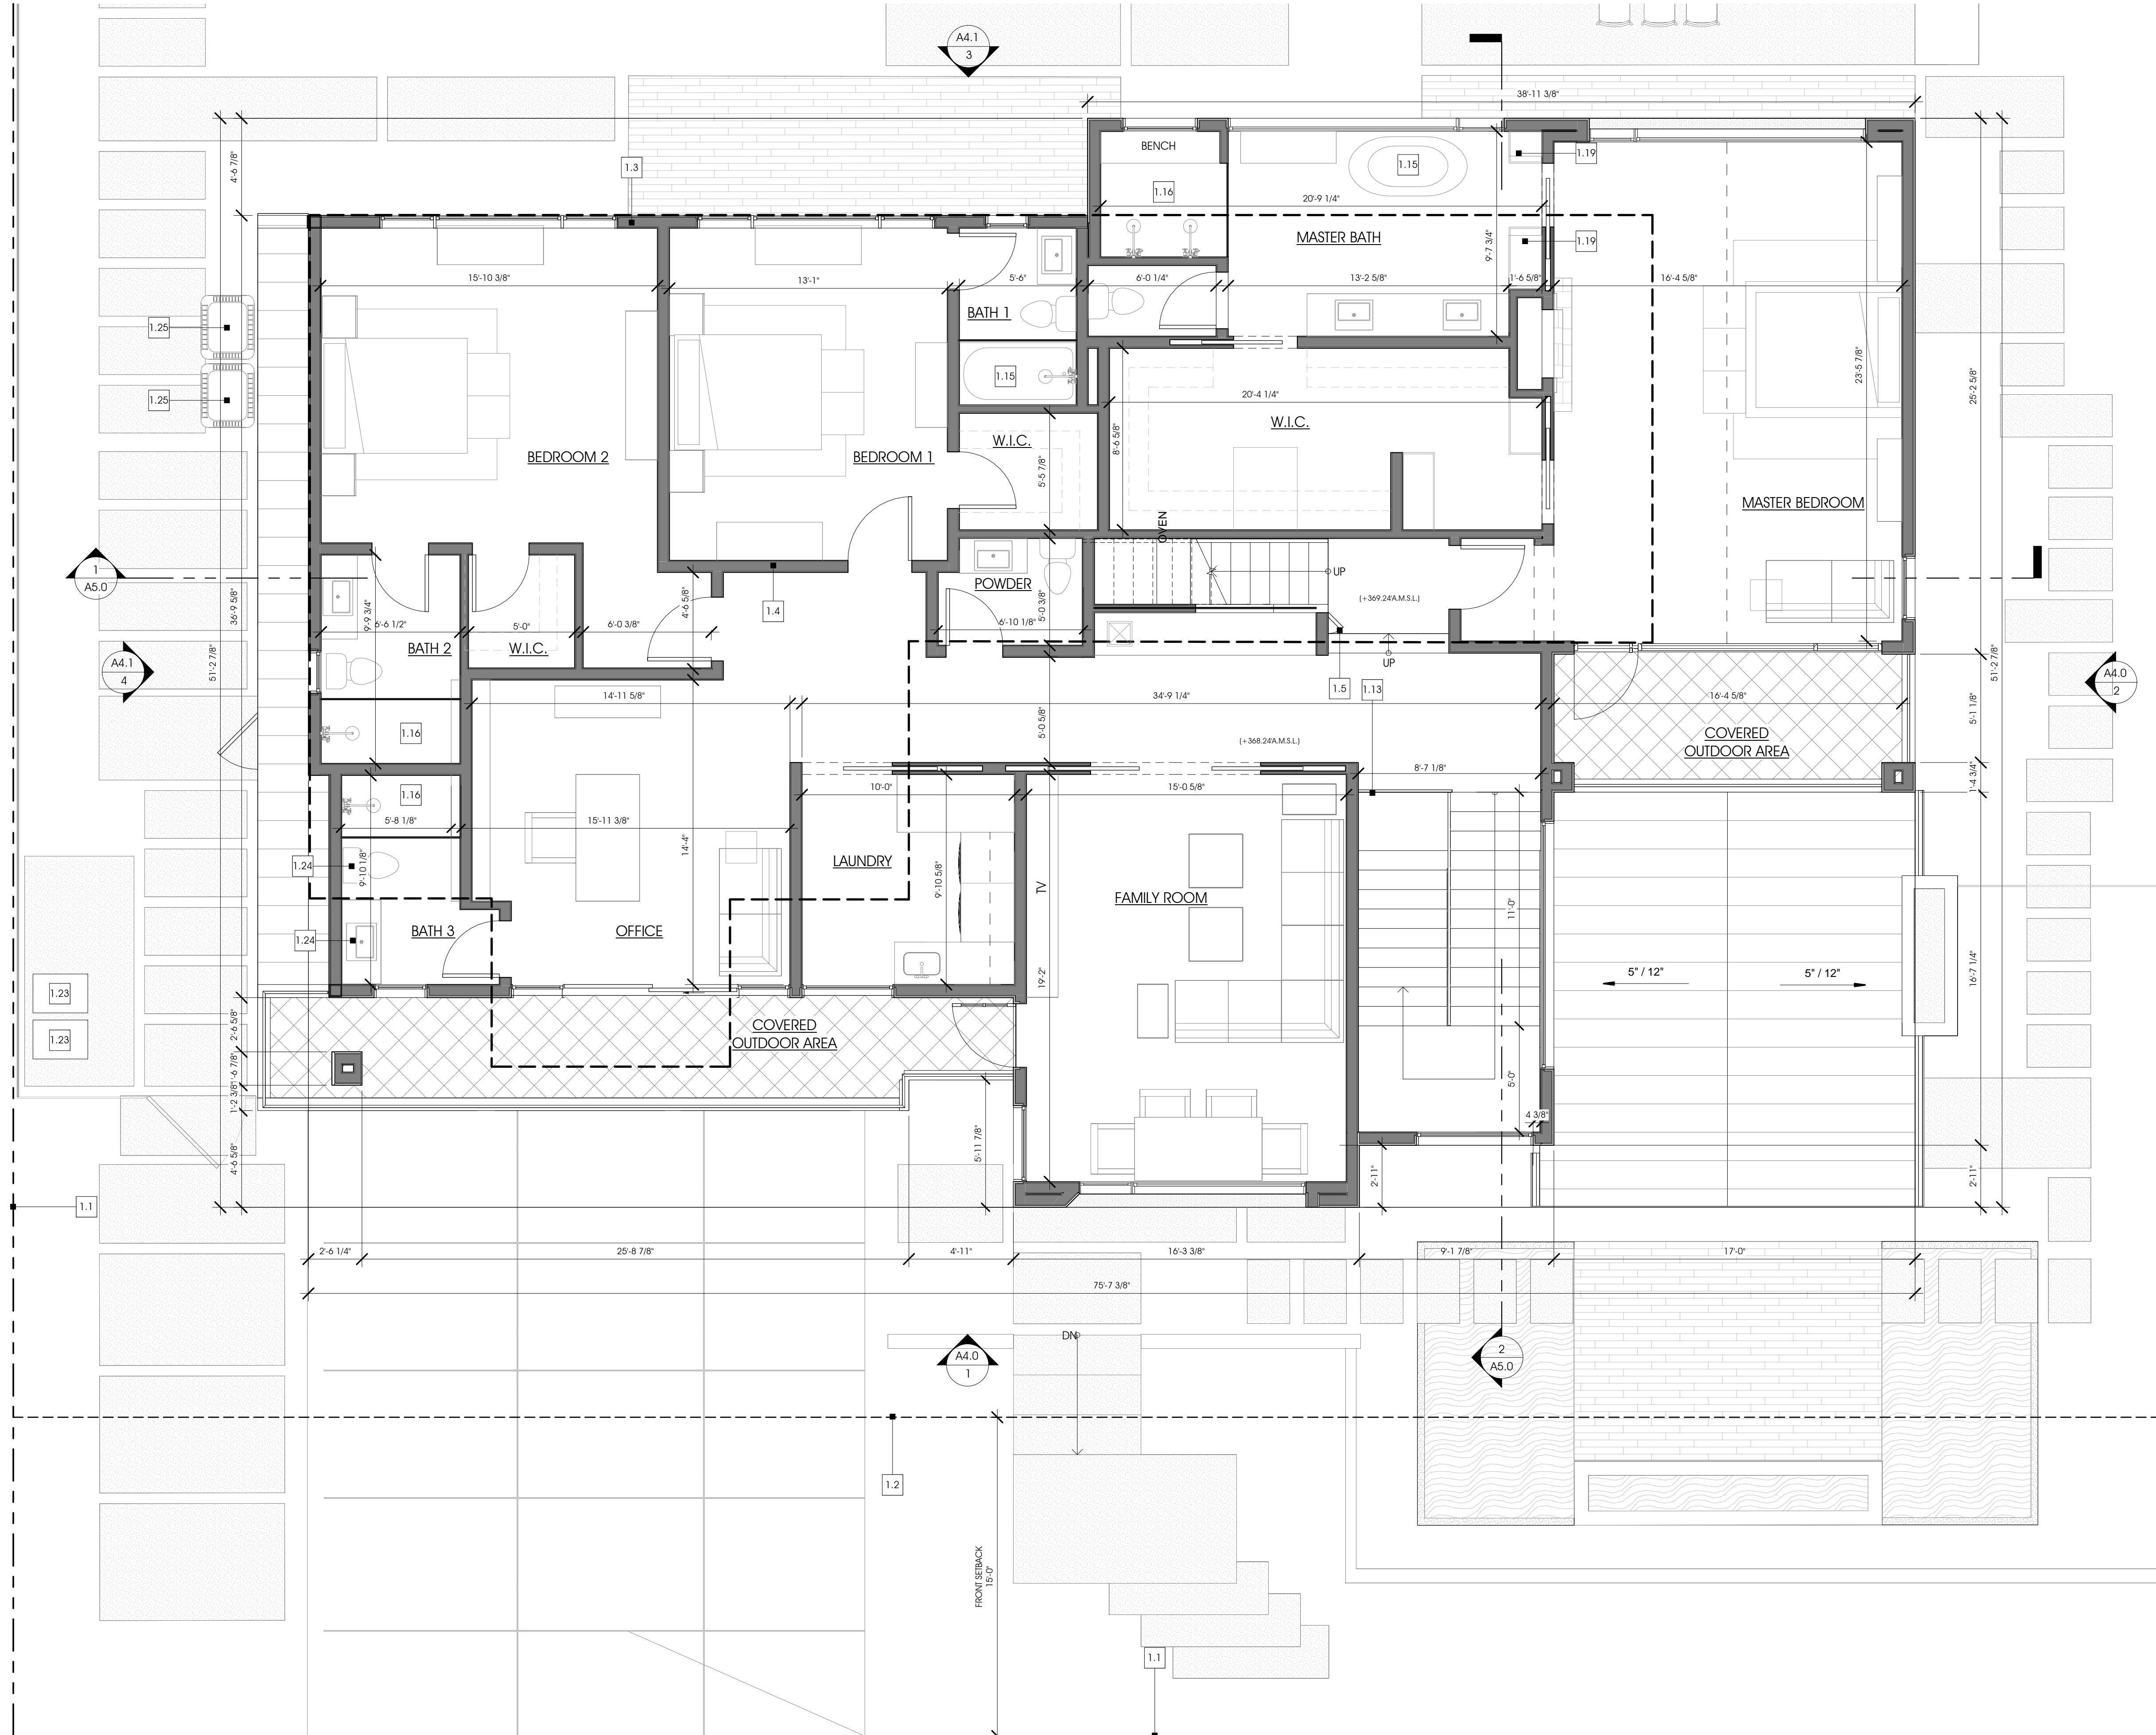 A4.1
3
38'-11 3/8"
4'-6 7/8"
1.3
BENCH
1.15
1.19
1.16
20'-9 1/4"
MASTER BATH
1.19
9'-7 3/4"
15'-10 3/8"
13'-1"
5'-6"
6'-0 1/4"
13'-2 5/8"
1'-6 5/8"
16'-4 5/8"
BATH 1
1.25
1.25
1.15
23'-5 7/8"
25'-2 5/8"
20'-4 1/4"
W.I.C.
W.I.C.
8'-6 5/8"
5'-5 7/8"
BEDROOM 2
BEDROOM 1
MASTER BEDROOM
OVEN
1
A5.0
POWDER
UP
(+369.24'A.M.S.L.)
1.4
36'-9 5/8"
51'-2 7/8"
9'-9 3/4"
4'-6 5/8"
5'-0 3/8"
6'-6 1/2"
5'-0"
6'-0 3/8"
6'-10 1/8"
BATH 2
W.I.C.
UP
A4.1
4
A4.0
2
51'-2 7/8"
1.5
1.13
14'-11 5/8"
34'-9 1/4"
16'-4 5/8"
5'-0 5/8"
5'-1 1/8"
1.16
(+368.24'A.M.S.L.)
COVERED
OUTDOOR AREA
8'-7 1/8"
1'-4 3/4"
1.16
10'-0"
15'-0 5/8"
5'-8 1/8"
15'-11 3/8"
14'-4"
9'-10 1/8"
9'-10 5/8"
1.24
LAUNDRY
TV
FAMILY ROOM
11'-0"
1.24
BATH 3
OFFICE
5" / 12"
5" / 12"
16'-7 1/4"
19'-2"
1.23
1.23
COVERED
OUTDOOR AREA
2'-6 5/8"
1'-6 7/8"
1'-2 3/8"
4'-6 5/8"
5'-0"
4 3/8"
5'-11 7/8"
2'-11"
2'-11"
1.1
2'-6 1/4"
25'-8 7/8"
4'-11"
16'-3 3/8"
9'-1 7/8"
17'-0"
75'-7 3/8"
DN
A4.0
1
2
A5.0
1.2
FRONT SETBACK
15'-0"
1.1